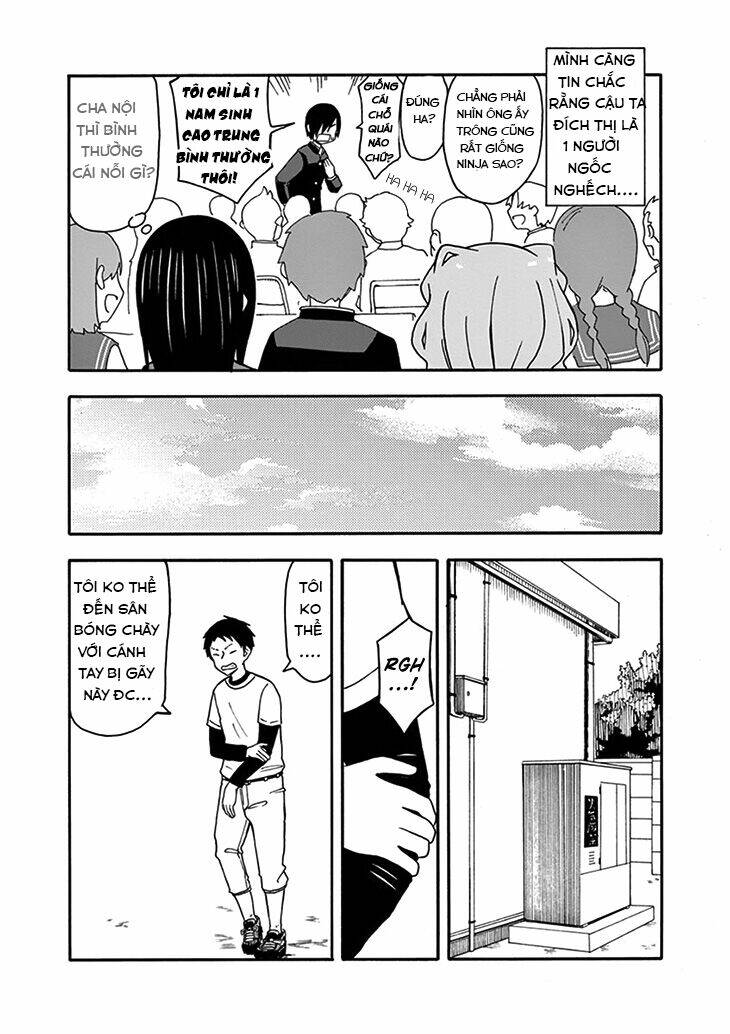 MÌNH CÀNG
TIN CHẮC
RẰNG CẬU TA
ĐÍCH THỊ LÀ
1 NGƯỜI
NGỐC
NGHẾCH....
CHẲNG PHẢI
NHÌN ÔNG ẤY
TRÔNG CŨNG
RẤT GIỐNG
NINJA SAO?
ĐÚNG
HA?
GIỐNG
CÁI
CHỖ
QUÁI
NÀO
CHỨ?
HA HA HA
TÔI CHỈ LÀ 1
NAM SINH
CAO TRUNG
BÌNH THƯỜNG
THÔI!
CHA NỘI
THÌ BÌNH
THƯỜNG
CÁI NỖI GÌ?
RGH
...!
TÔI
KO THỂ
....
TÔI KO THỂ
ĐẾN SÂN
BÓNG CHÀY
VỚI CÁNH
TAY BỊ GÃY
NÀY ĐC...